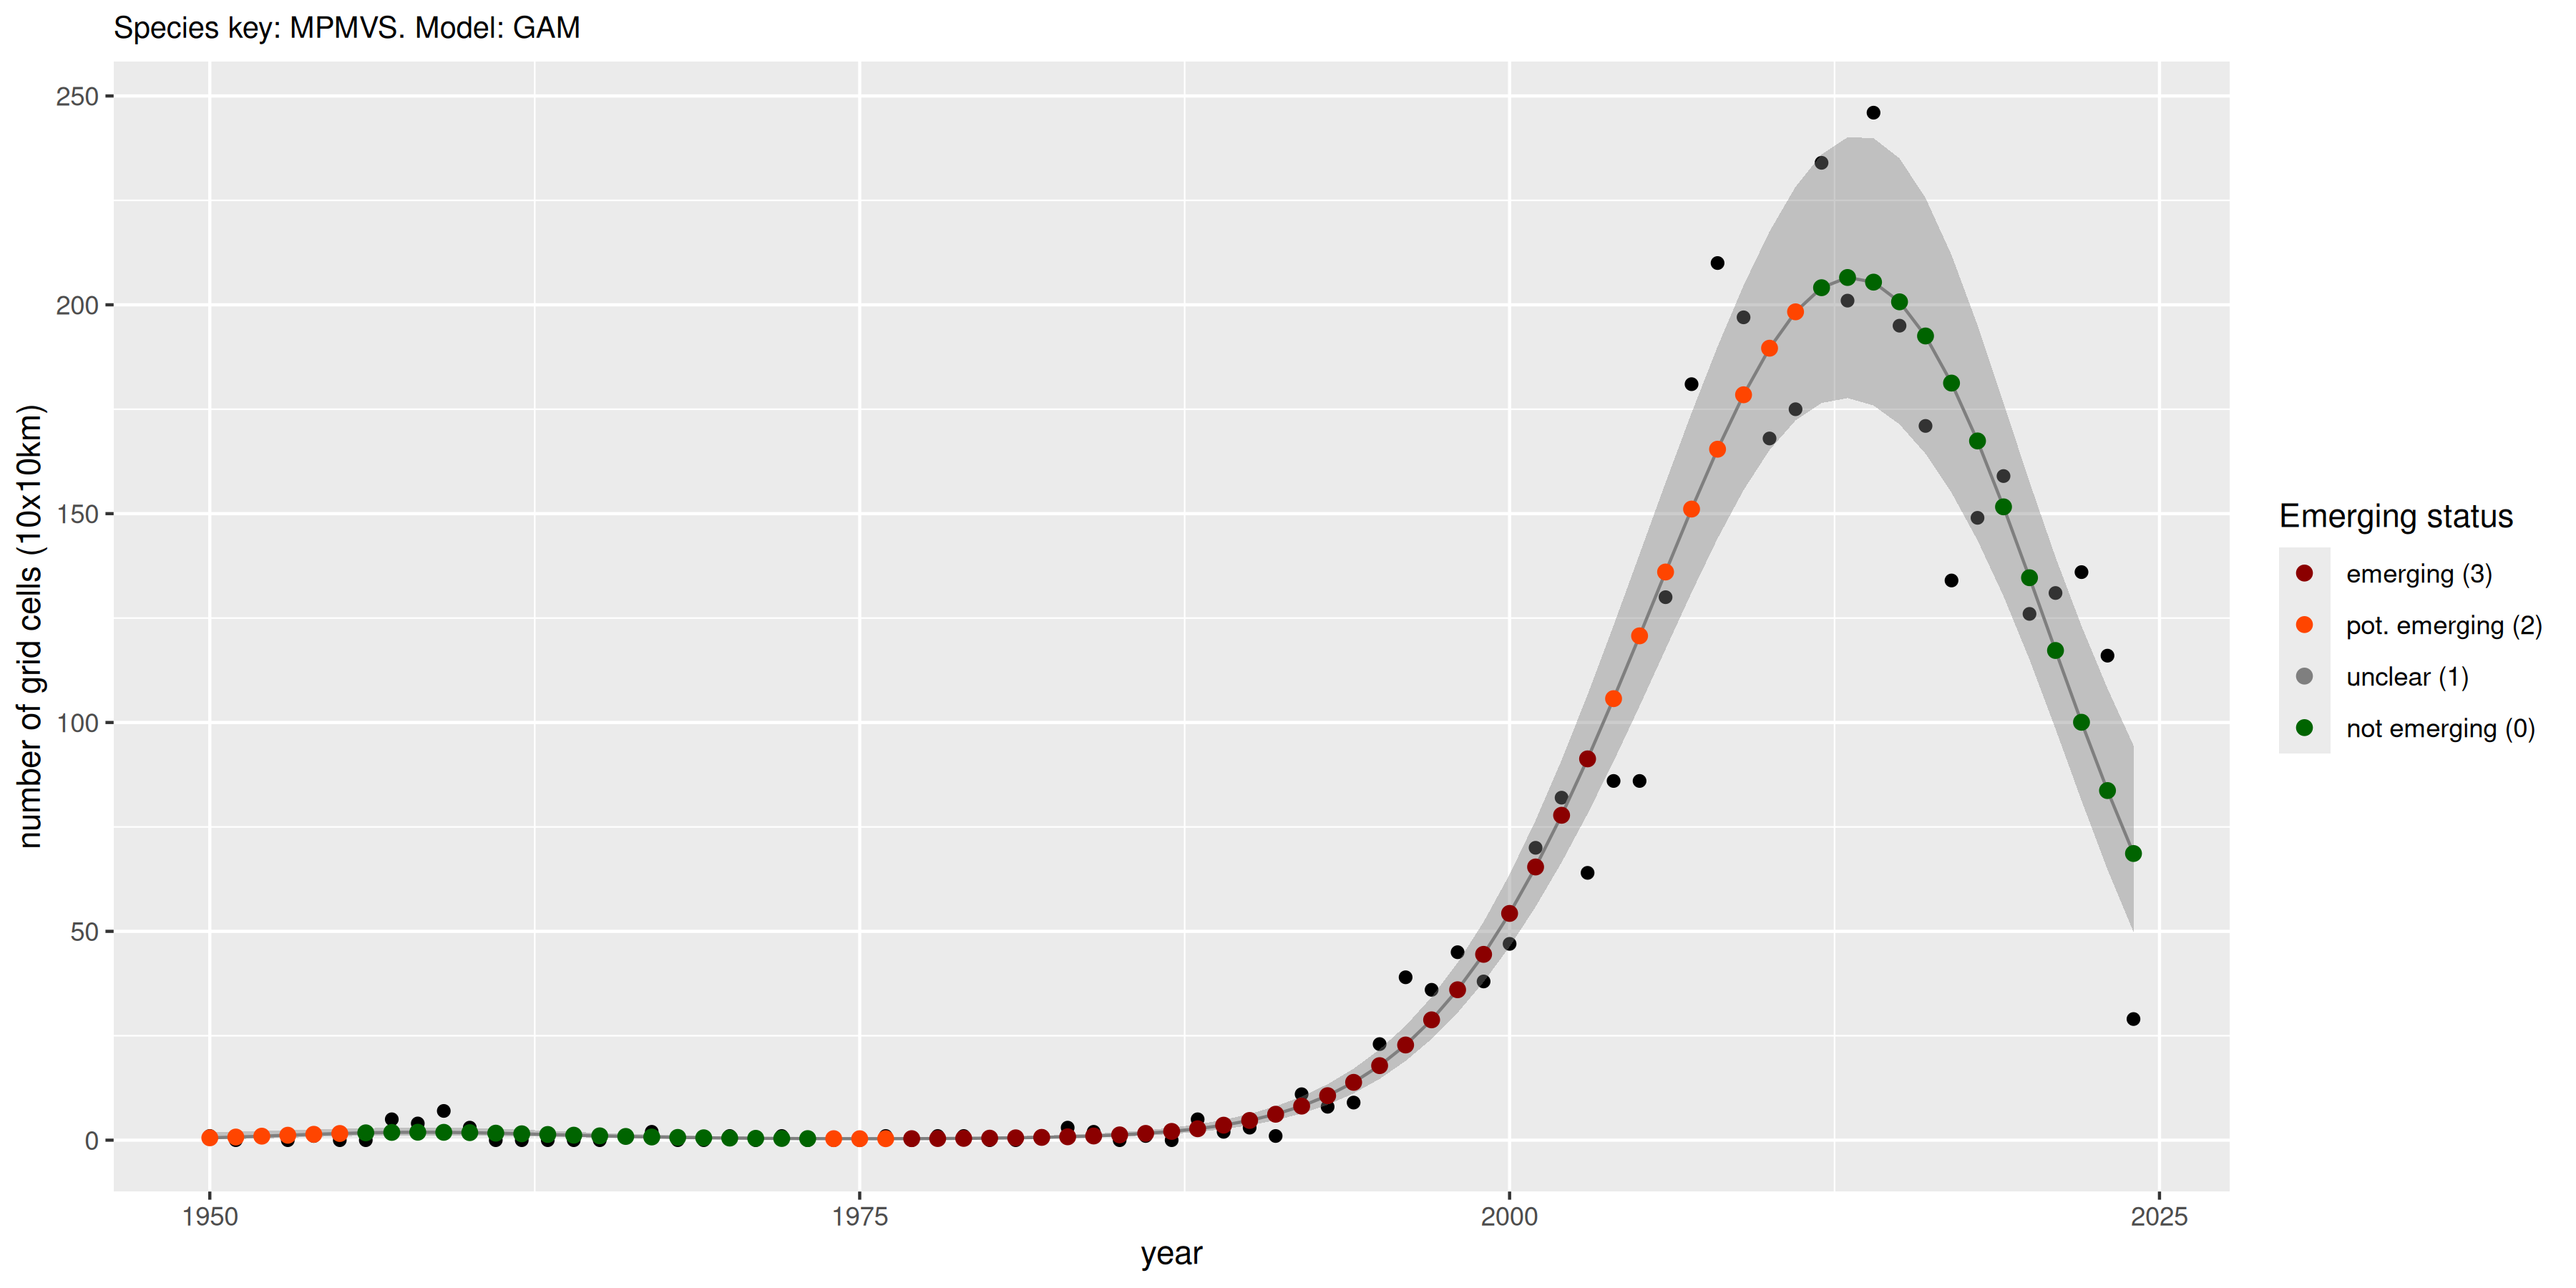 Species key: MPMVS. Model: GAM
number of grid cells (10x10km)
250
200
150
100
50
0
1950
1975
2000
2025
year
Emerging status
emerging (3)
pot. emerging (2)
unclear (1)
not emerging (0)